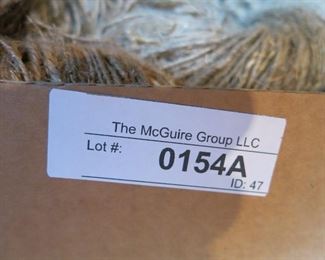 The McGuire Group LLC
Lot #: 0154A
ID: 47